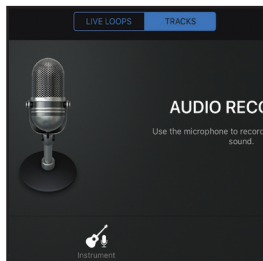 LIVE LOOPS
TRACKS
AUDIO RECO
Use the microphone to record
sound.
Instrument